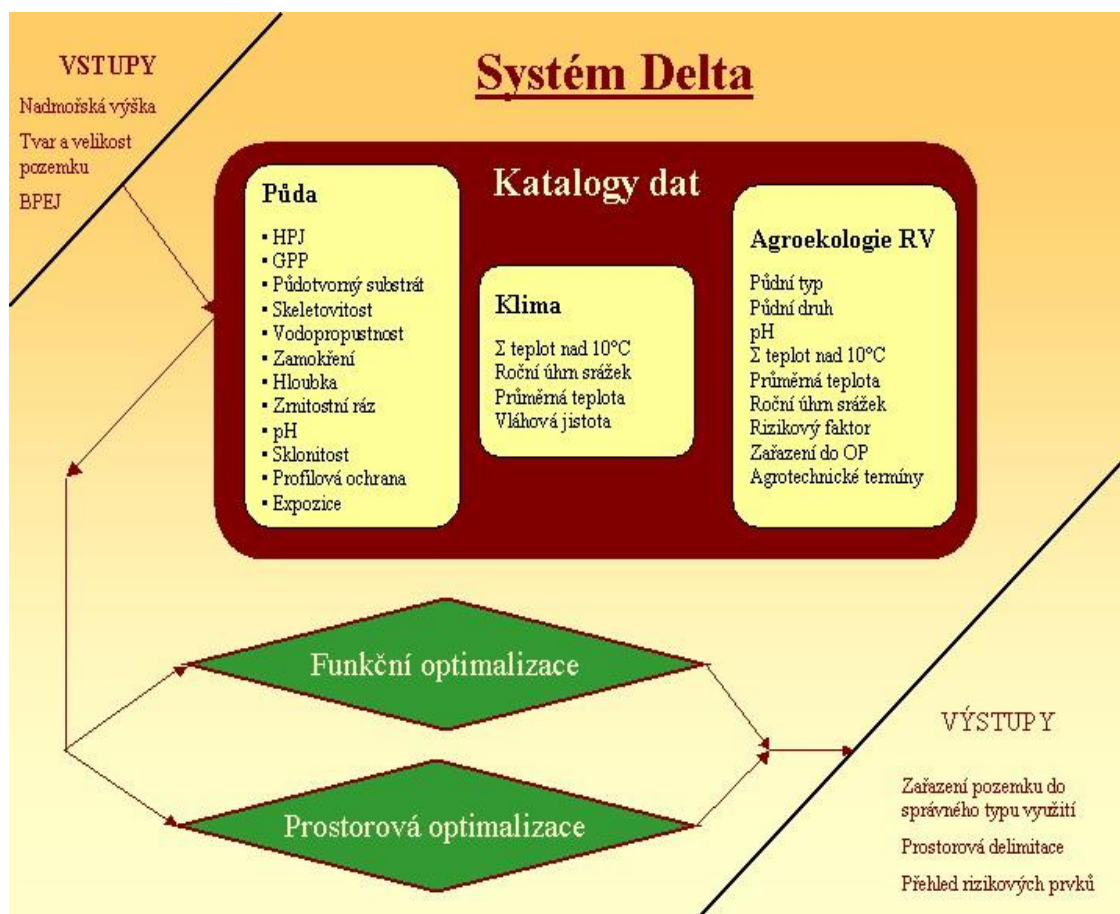 VSTUPY
Nadmořská výška
Tvar a velikost
pozemku
BPEJ
Systém Delta
Katalogy dat
Půda
▪ HPJ
▪ GPP
▪ Půdotvorný substrát
▪ Skeletovitost
▪ Vodopropustnost
▪ Zamokření
▪ Hloubka
▪ Zrnitostní ráz
▪ pH
▪ Sklonitost
▪ Profilová ochrana
▪ Expozice
Klima
Σ teplot nad 10°C
Roční úhrn srážek
Průměrná teplota
Vláhová jistota
Agroekologie RV
Půdní typ
Půdní druh
pH
Σ teplot nad 10°C
Průměrná teplota
Roční úhrn srážek
Rizikový faktor
Zařazení do OP
Agrotechnické termíny
Funkční optimalizace
Prostorová optimalizace
VÝSTUPY
Zařazení pozemku do
správného typu využití
Prostorová delimitace
Přehled rizikových prvků